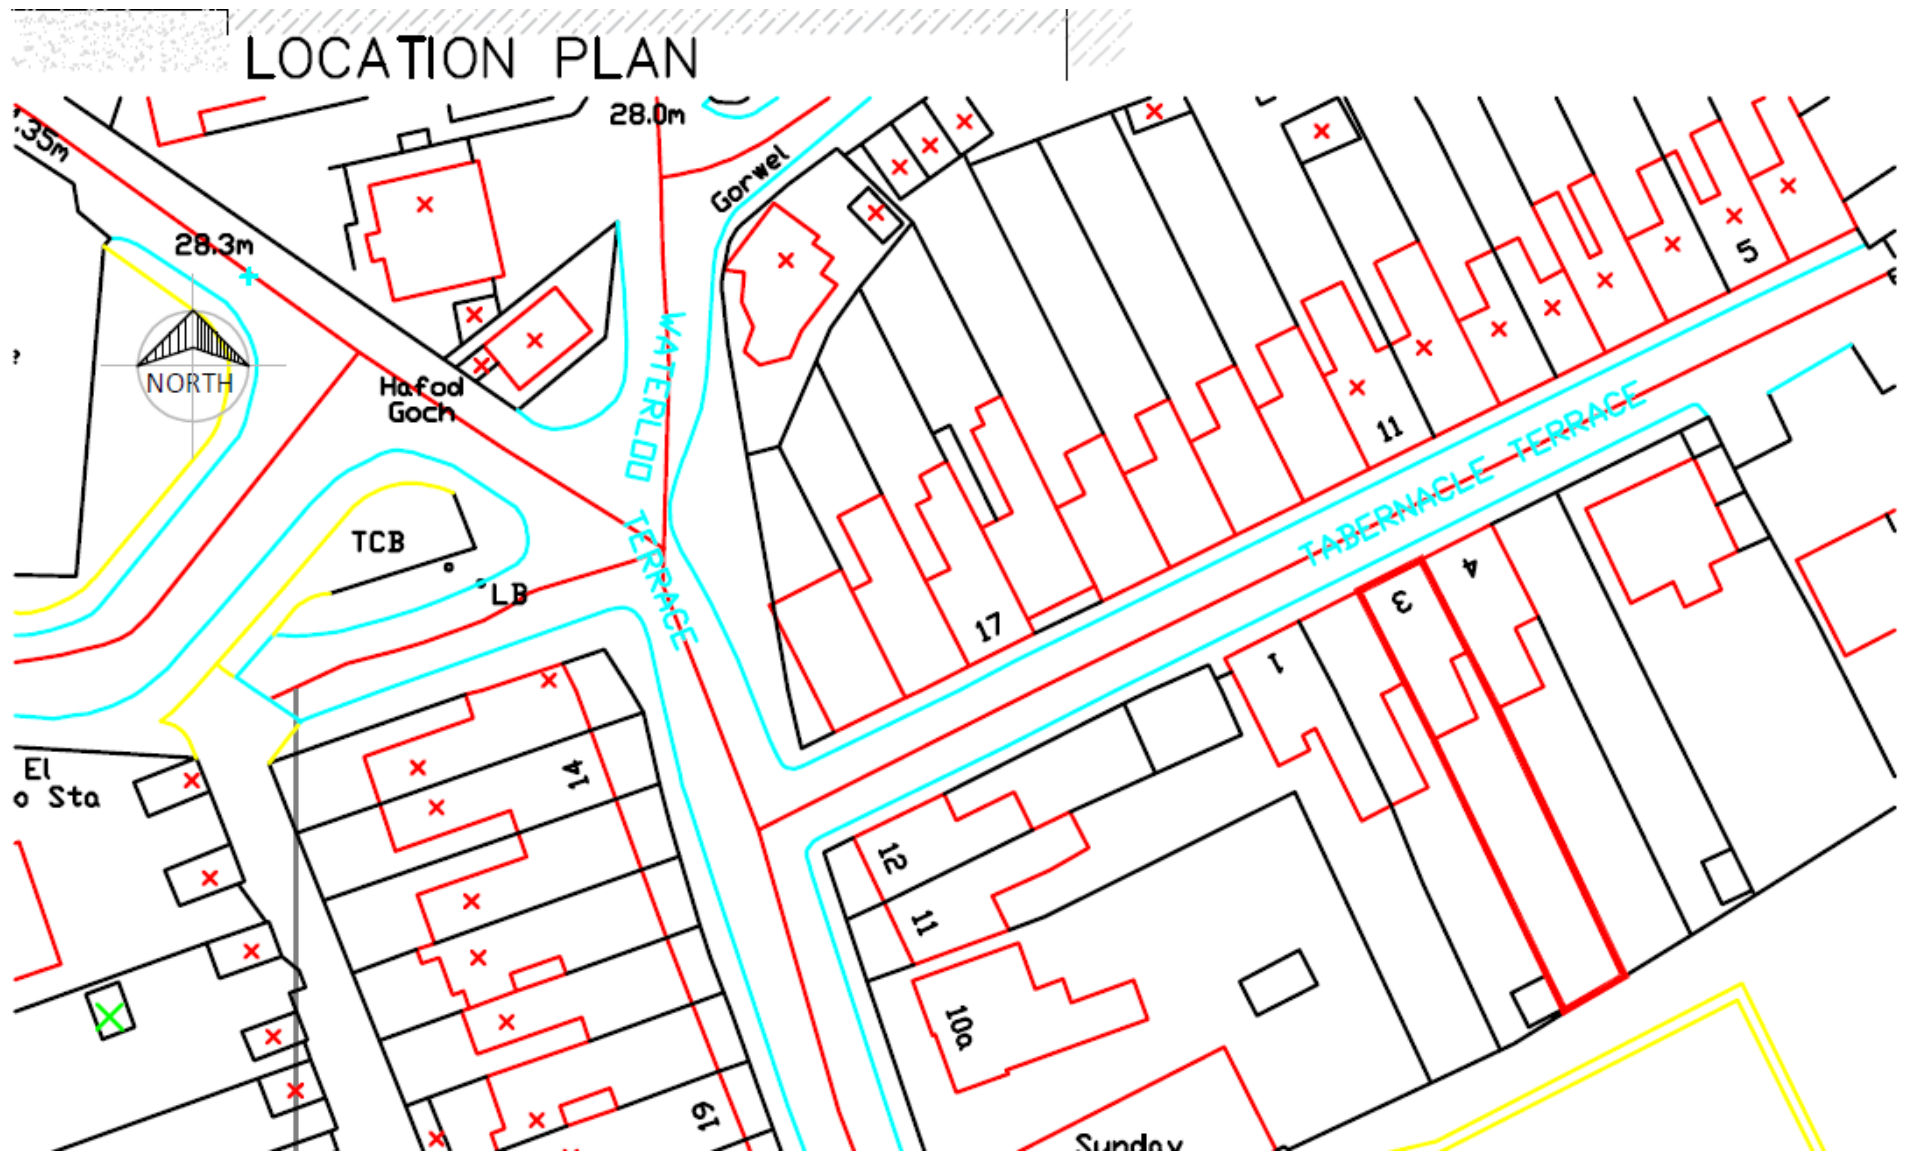 LOCATION PLAN
28.0m
.35m
Gorwel
28.3m
NORTH
Hafod
Goch
WATERLOO TERRACE
TCB
LB
TABERNACLE TERRACE
5
11
17
4
3
1
El
o Sta
14
12
11
10a
19
Sunday